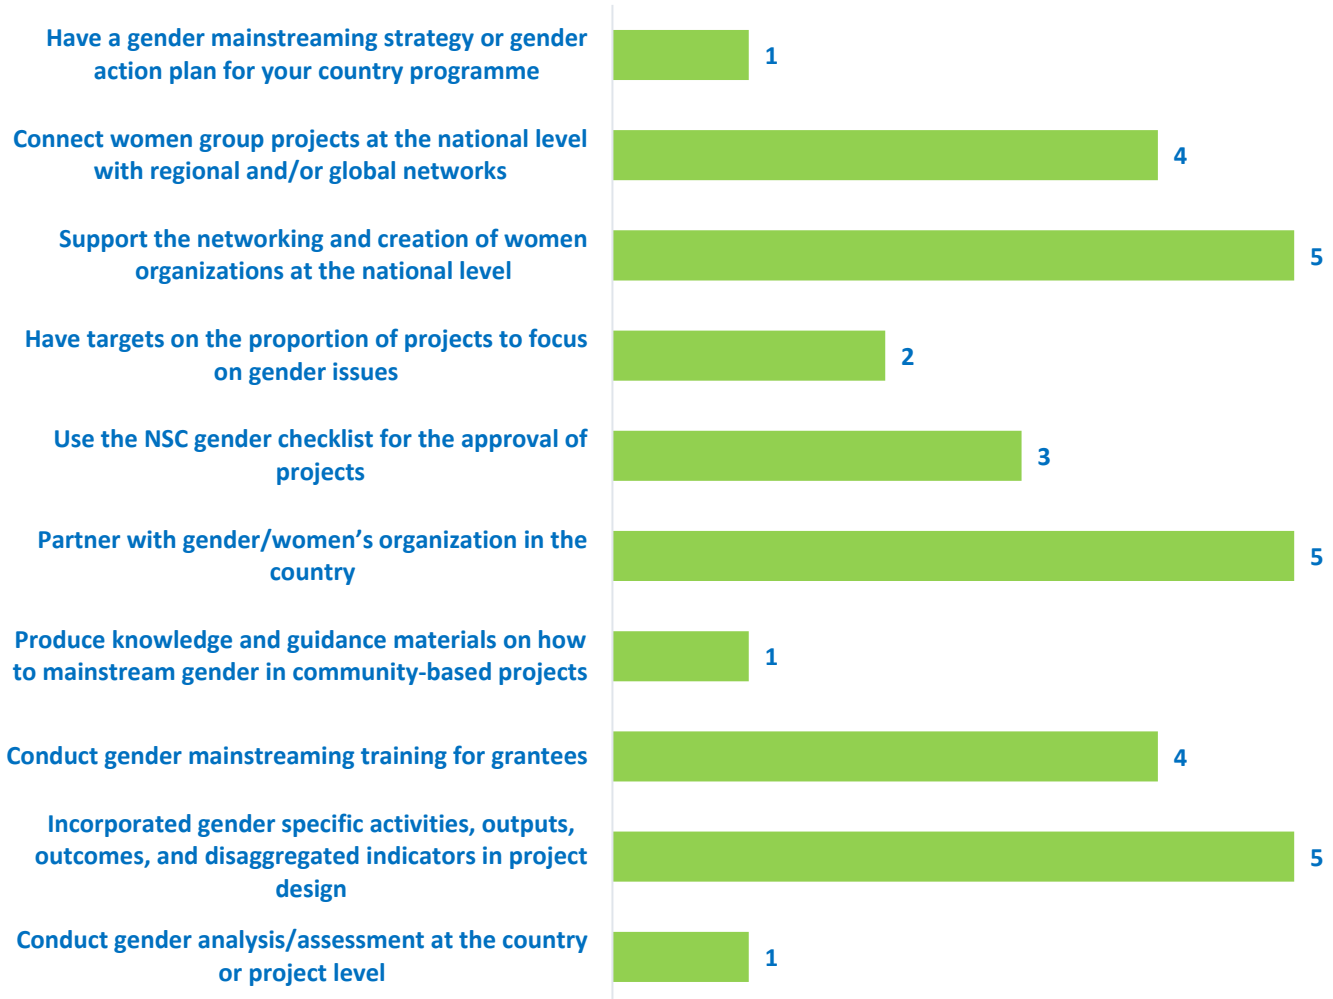 Have a gender mainstreaming strategy or gender
action plan for your country programme
1
Connect women group projects at the national level
with regional and/or global networks
4
Support the networking and creation of women
organizations at the national level
5
Have targets on the proportion of projects to focus
on gender issues
2
Use the NSC gender checklist for the approval of
projects
3
Partner with gender/women’s organization in the
country
5
Produce knowledge and guidance materials on how
to mainstream gender in community-based projects
1
Conduct gender mainstreaming training for grantees
4
Incorporated gender specific activities, outputs,
outcomes, and disaggregated indicators in project
design
5
Conduct gender analysis/assessment at the country
or project level
1